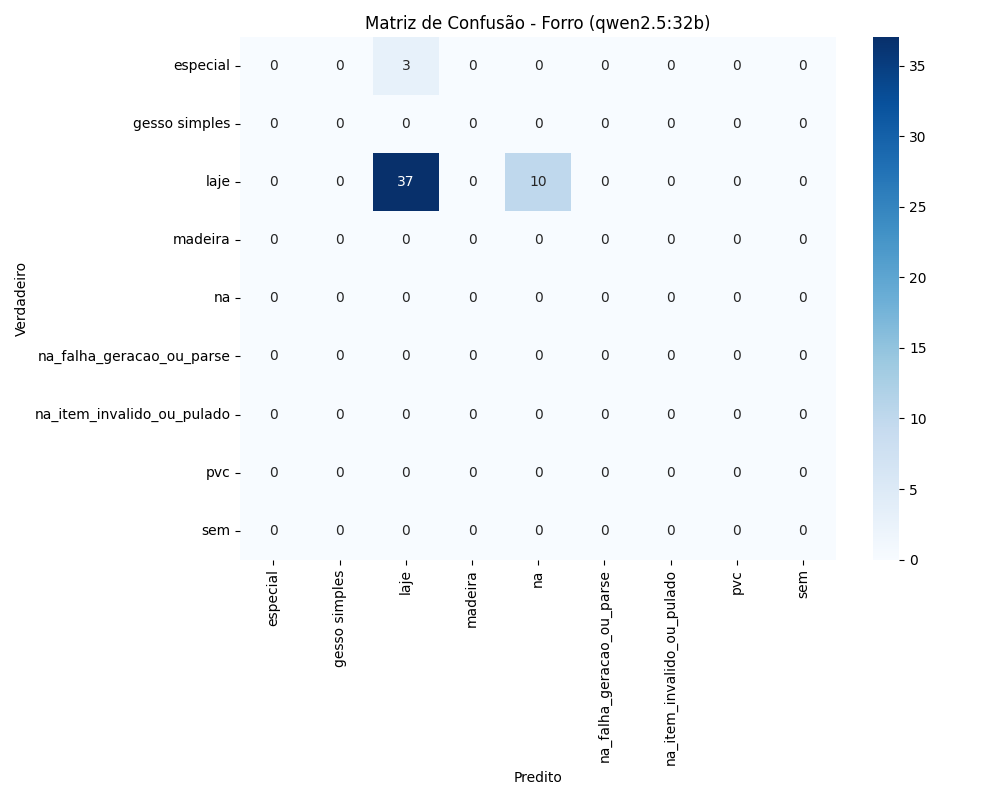 Matriz de Confusão - Forro (qwen2.5:32b)
especial 0 0 3 0 0 0 0 0 0
gesso simples 0 0 0 0 0 0 0 0 0
laje 0 0 37 0 10 0 0 0 0
madeira 0 0 0 0 0 0 0 0 0
na 0 0 0 0 0 0 0 0 0
na_falha_geracao_ou_parse 0 0 0 0 0 0 0 0 0
na_item_invalido_ou_pulado 0 0 0 0 0 0 0 0 0
pvc 0 0 0 0 0 0 0 0 0
sem 0 0 0 0 0 0 0 0 0
Verdadeiro
especial
gesso simples
laje
madeira
na
na_falha_geracao_ou_parse
na_item_invalido_ou_pulado
pvc
sem
Predito
35
30
25
20
15
10
5
0